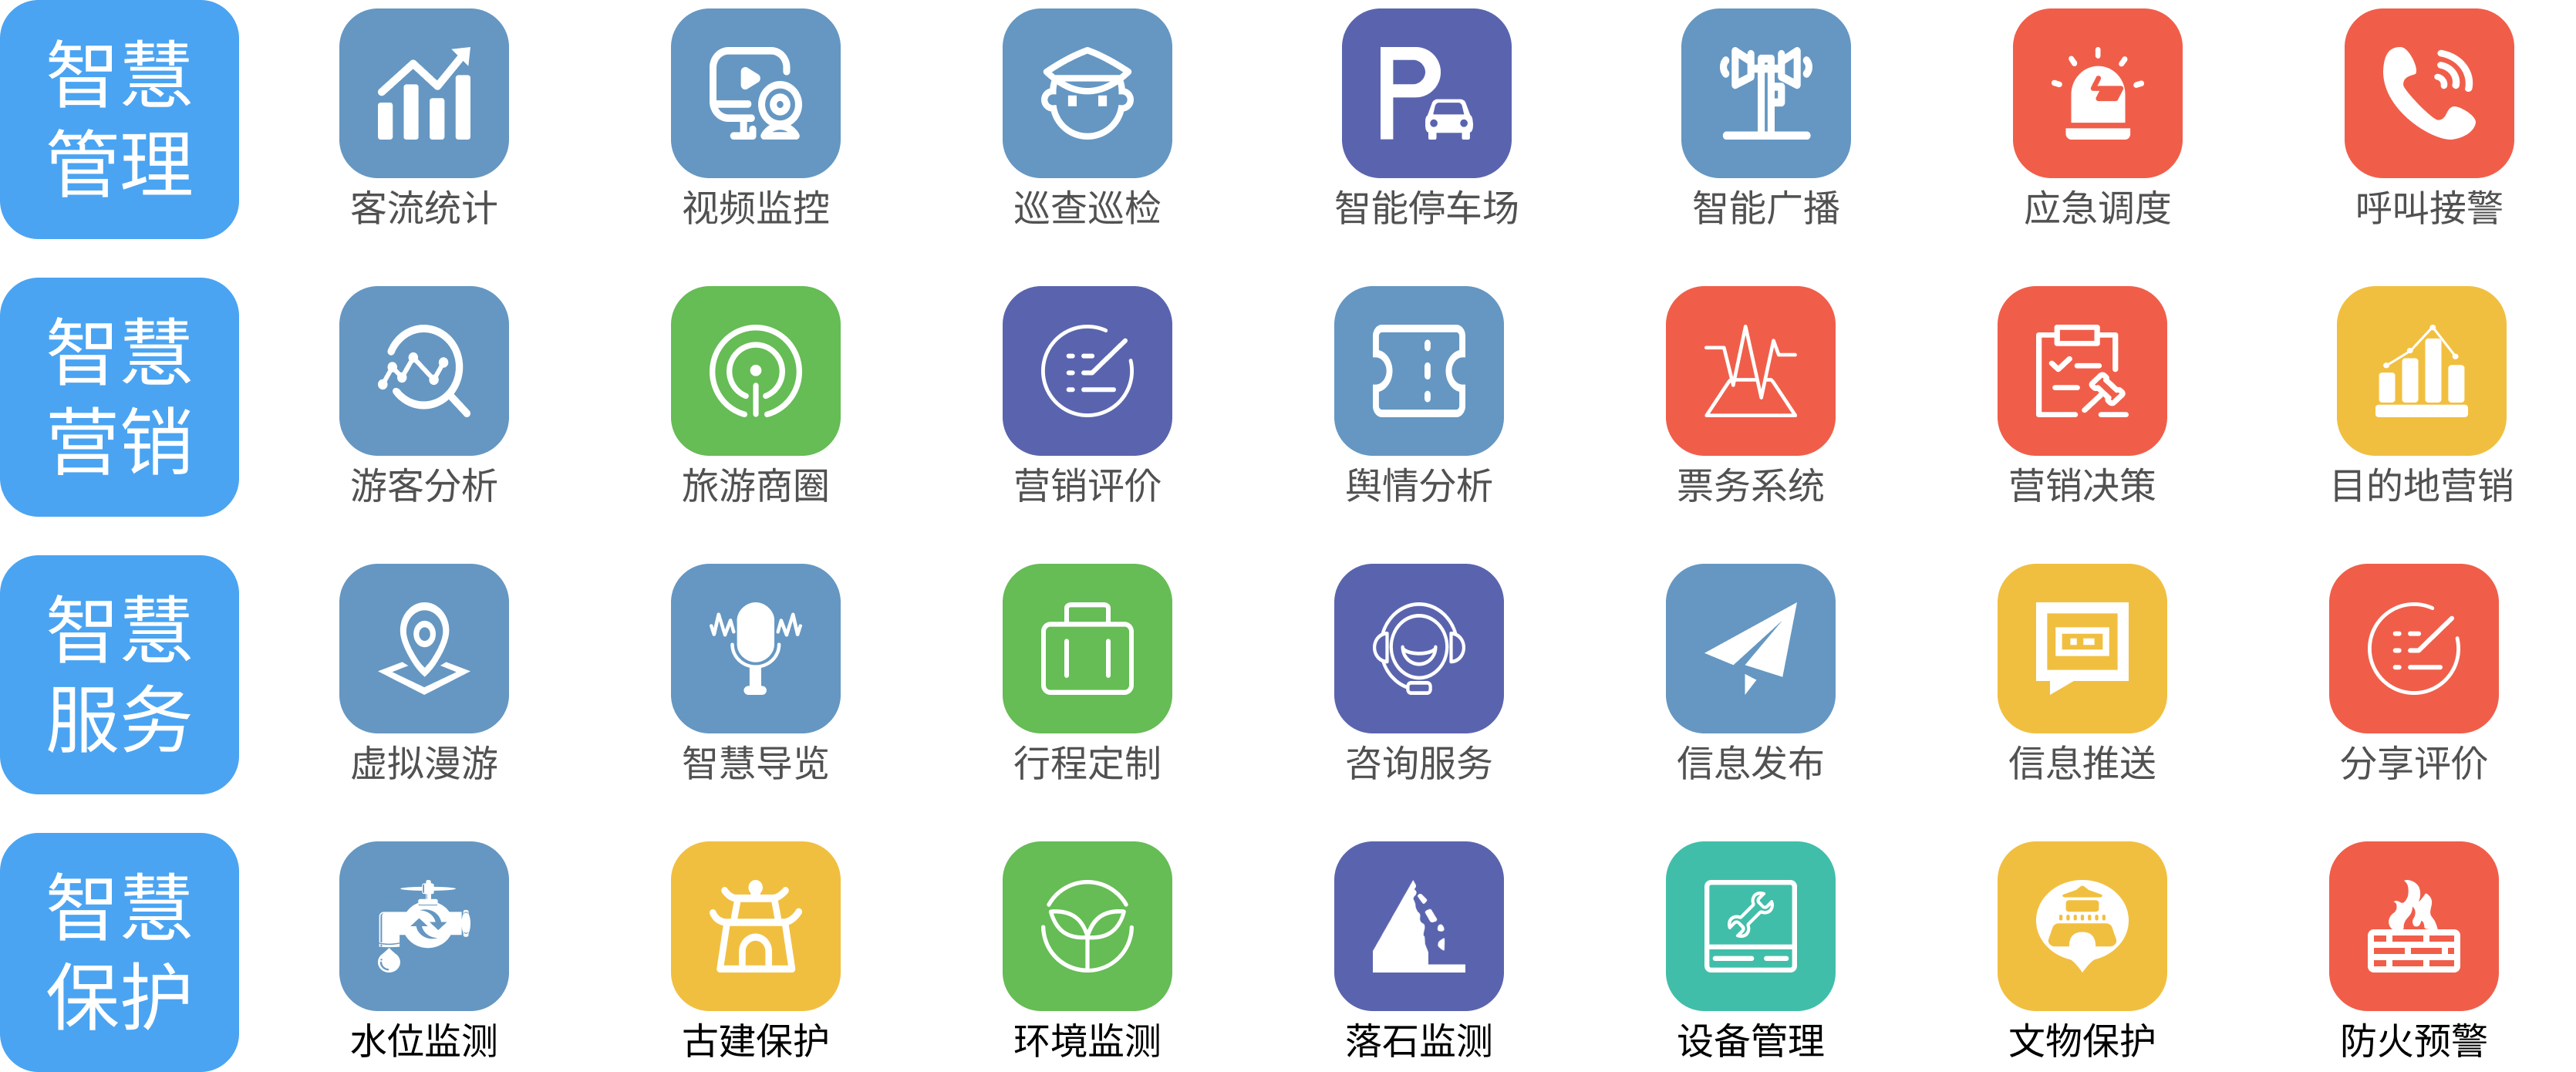 智慧
管理
客流统计
视频监控
巡查巡检
智能停车场
智能广播
应急调度
呼叫接警
智慧
营销
游客分析
旅游商圈
营销评价
舆情分析
票务系统
营销决策
目的地营销
智慧
服务
虚拟漫游
智慧导览
行程定制
咨询服务
信息发布
信息推送
分享评价
智慧
保护
水位监测
古建保护
环境监测
落石监测
设备管理
文物保护
防火预警